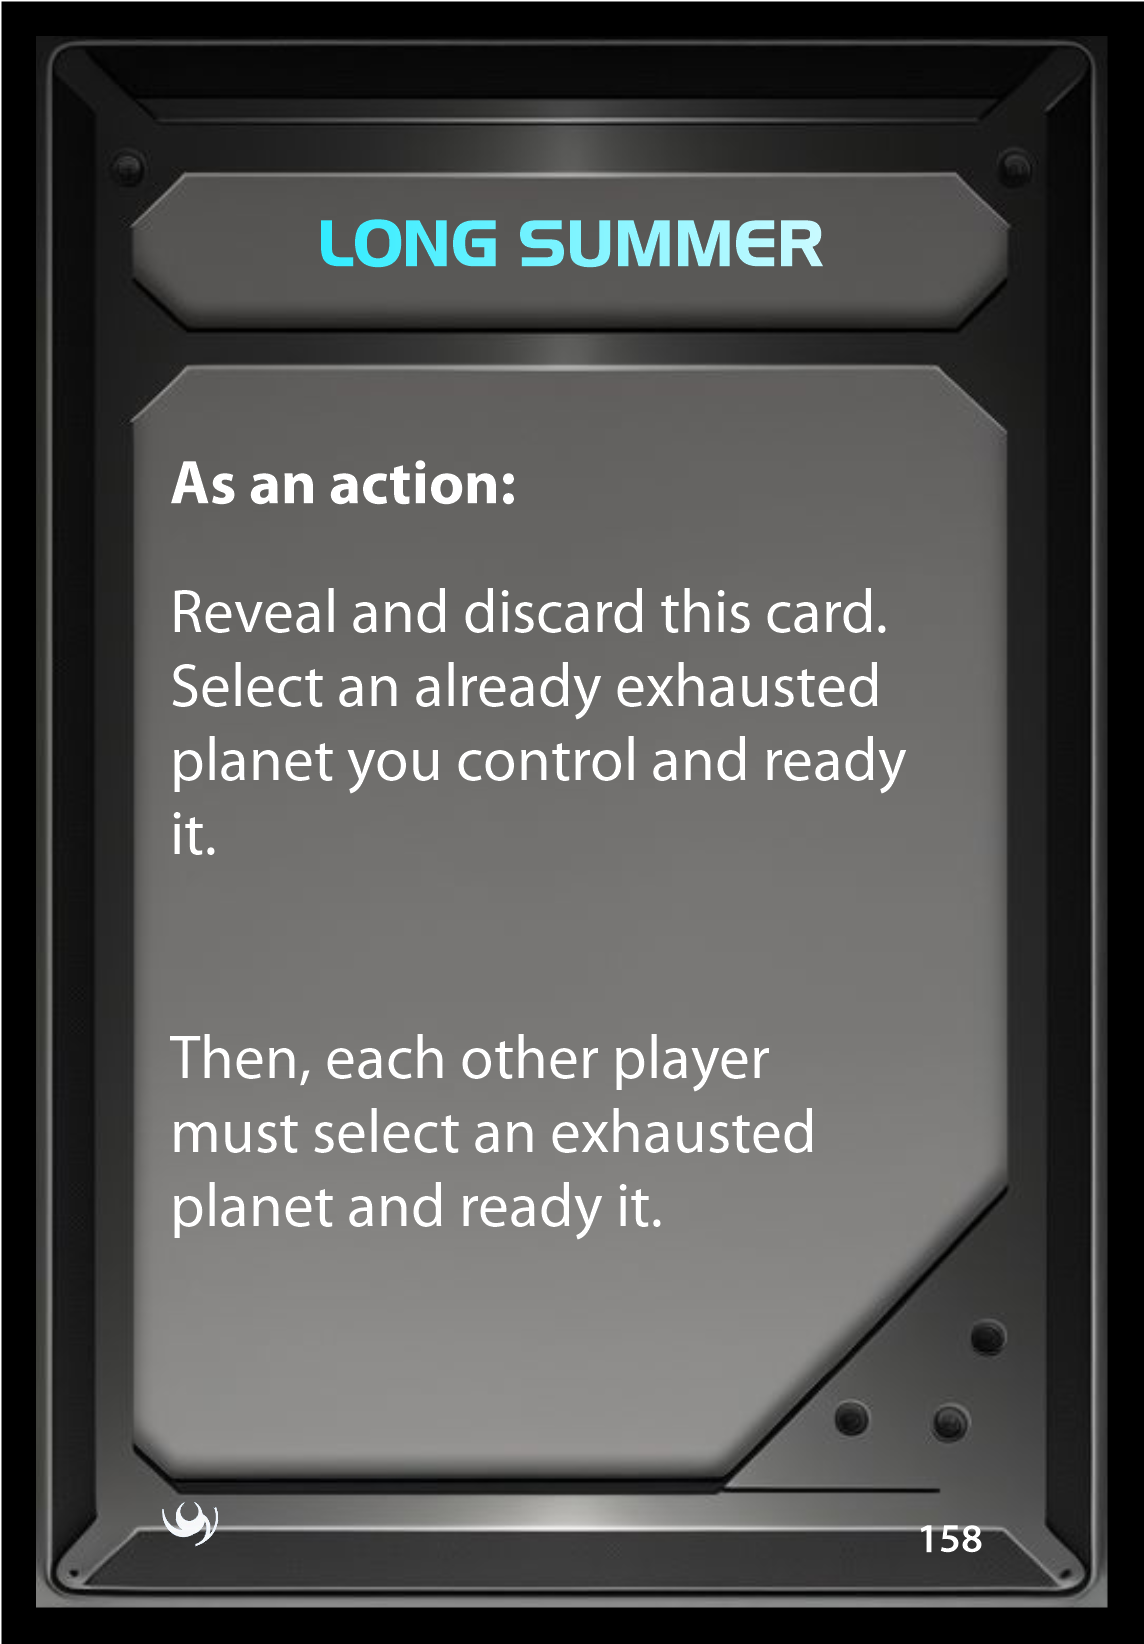 LONG SUMMER
As an action:
Reveal and discard this card.
Select an already exhausted
planet you control and ready
it.
Then, each other player
must select an exhausted
planet and ready it.
158